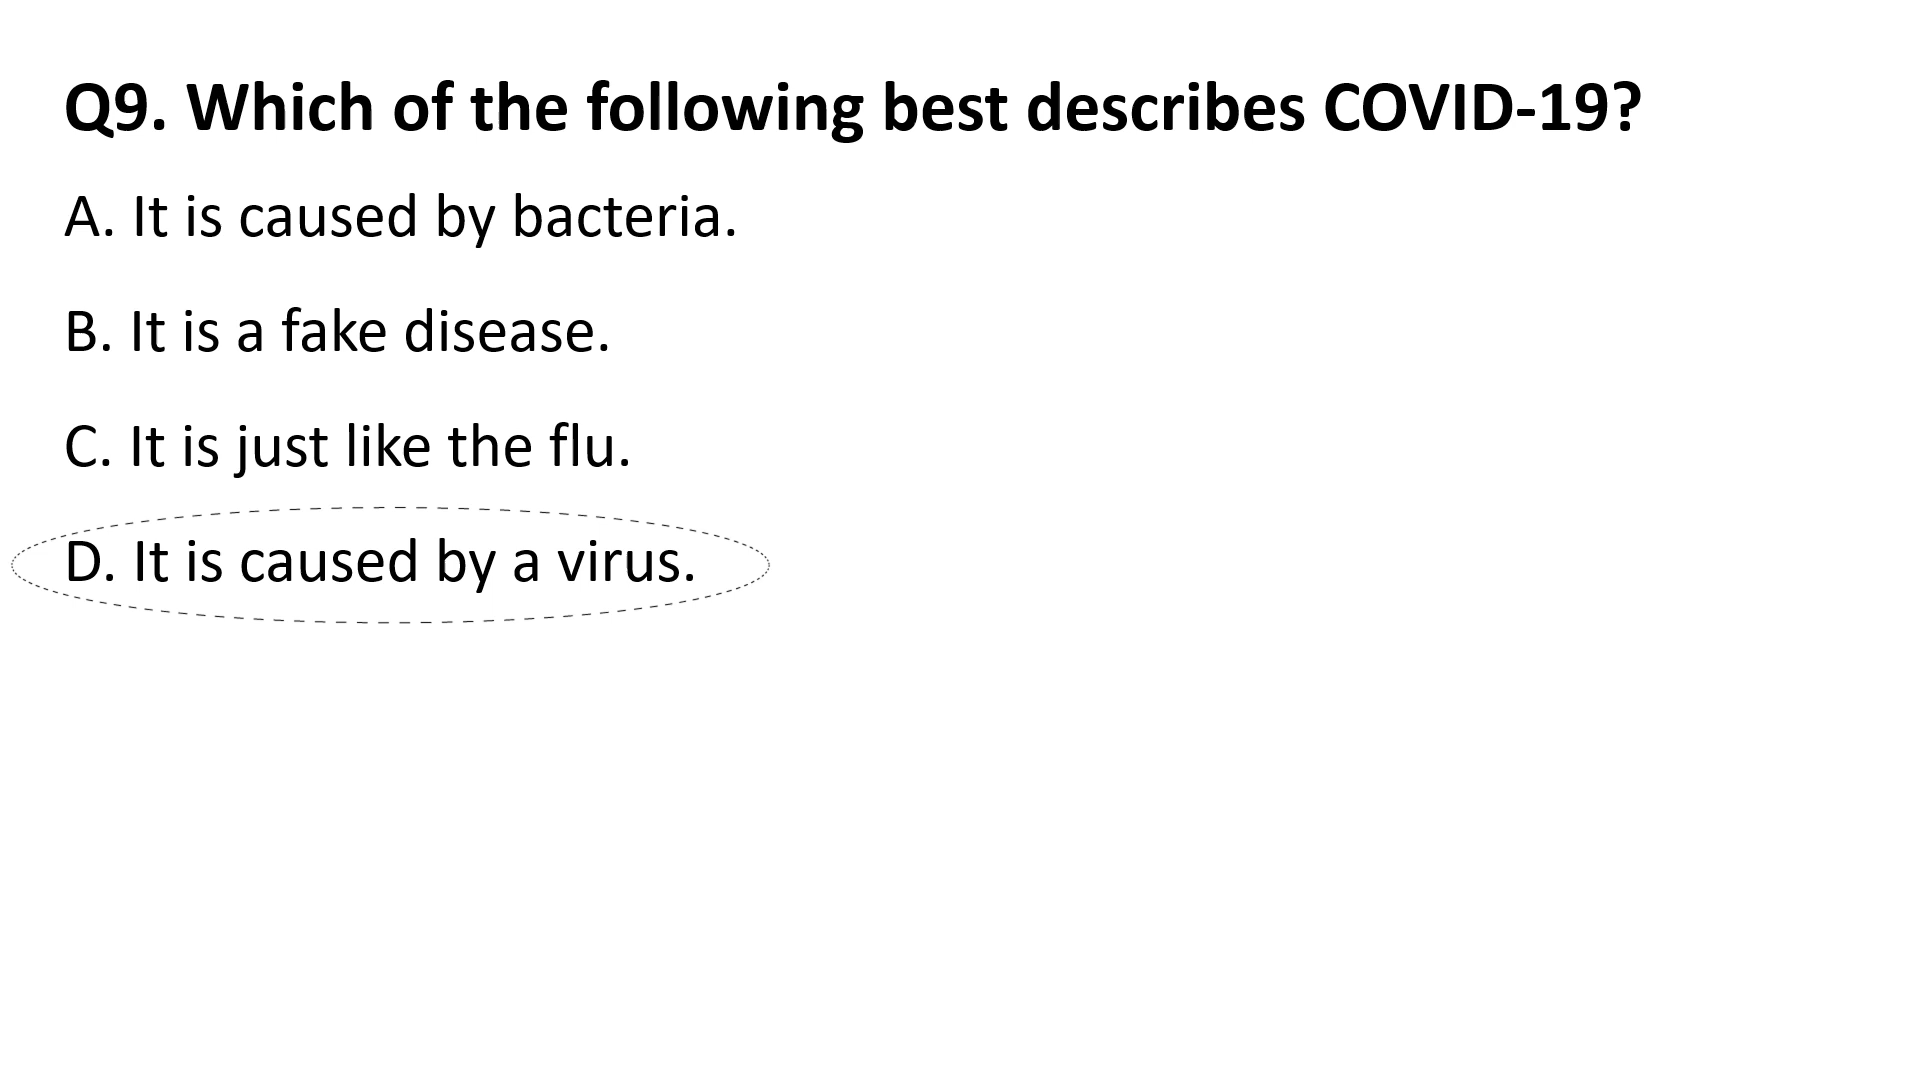 Q9. Which of the following best describes COVID-19?
A. It is caused by bacteria.
B. It is a fake disease.
C. It is just like the flu.
D. It is caused by a virus.